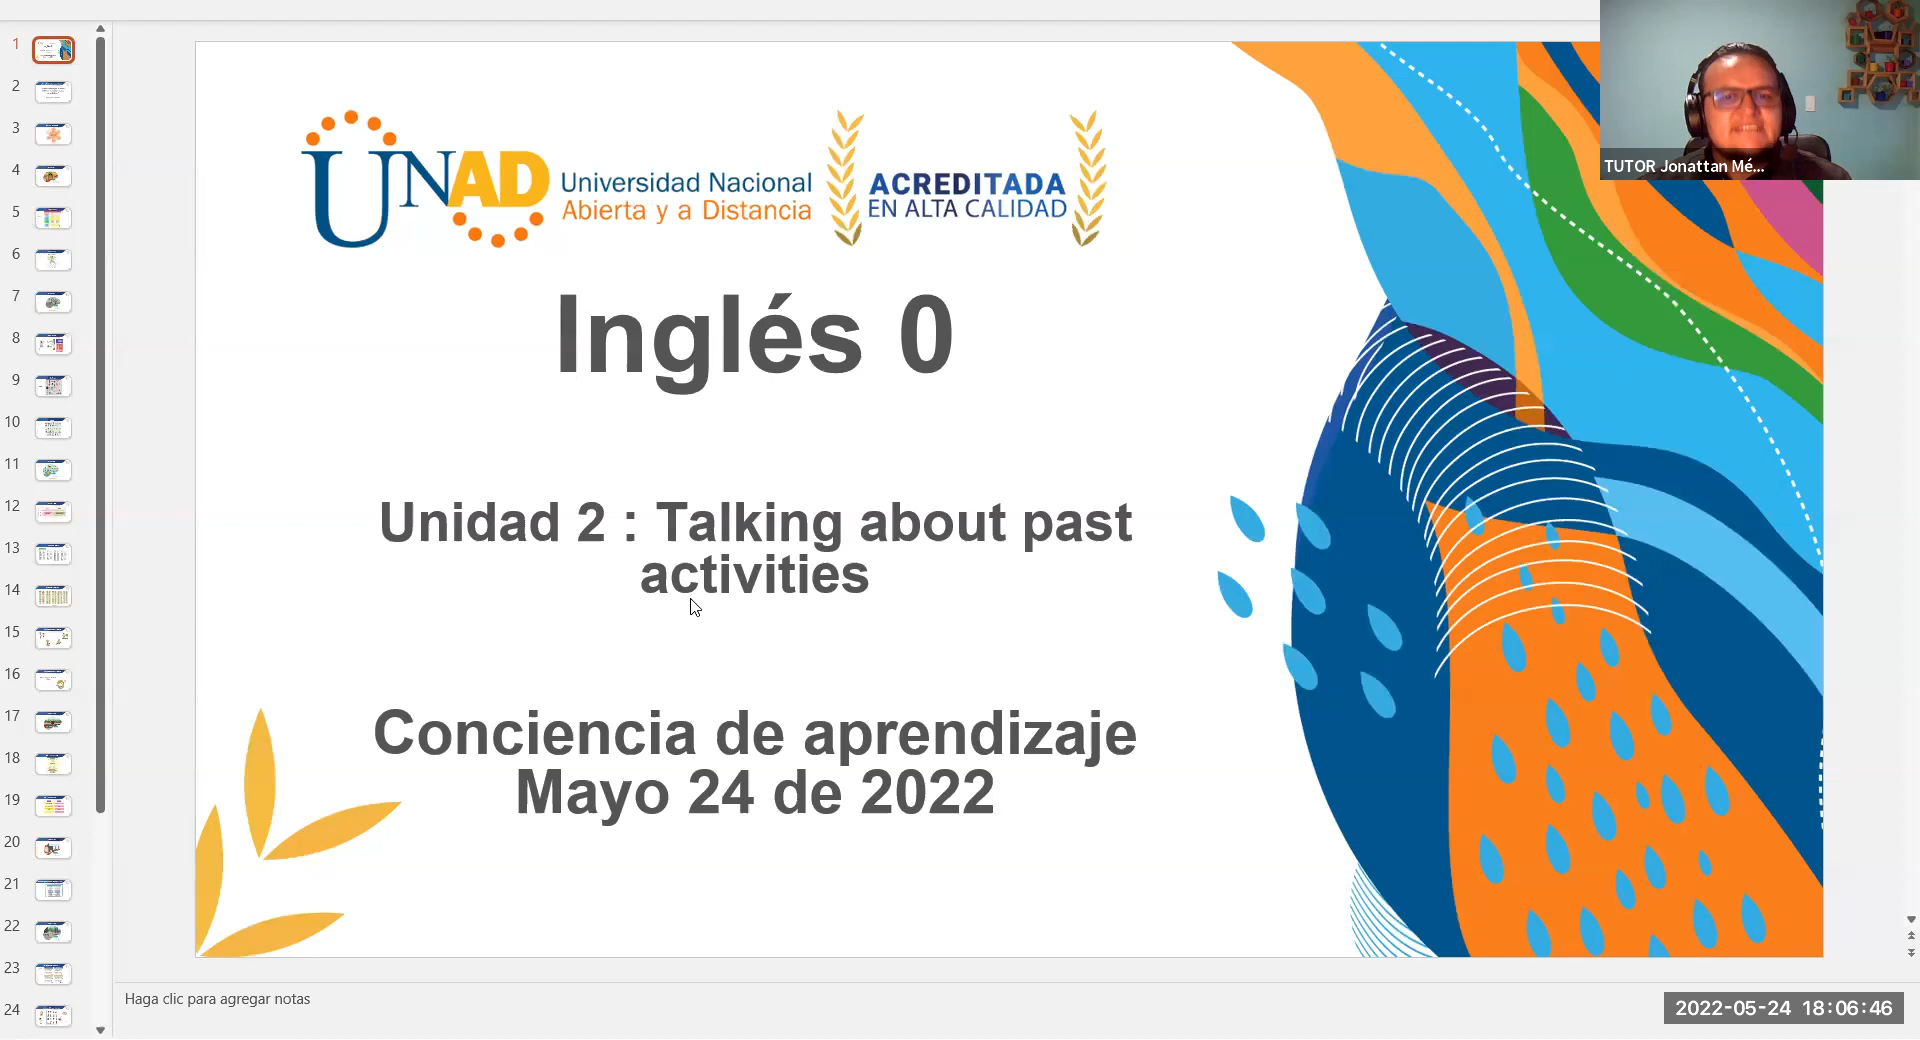 1
2
3
4
5
6
7
8
9
10
11
12
13
14
15
16
17
18
19
20
21
22
23
24
UNAD
Universidad Nacional
Abierta y a Distancia
ACREDITADA
EN ALTA CALIDAD
Inglés 0
Unidad 2 : Talking about past
activities
Conciencia de aprendizaje
Mayo 24 de 2022
TUTOR Jonattan Mé...
Haga clic para agregar notas
2022-05-24 18:06:46